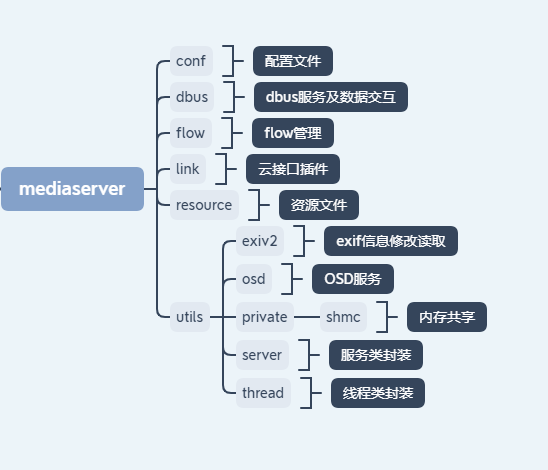 conf 配置文件
dbus dbus服务及数据交互
flow flow管理
link 云接口插件
mediaserver
resource 资源文件
exiv2 exif信息修改读取
osd OSD服务
utils private shmc 内存共享
server 服务类封装
thread 线程类封装